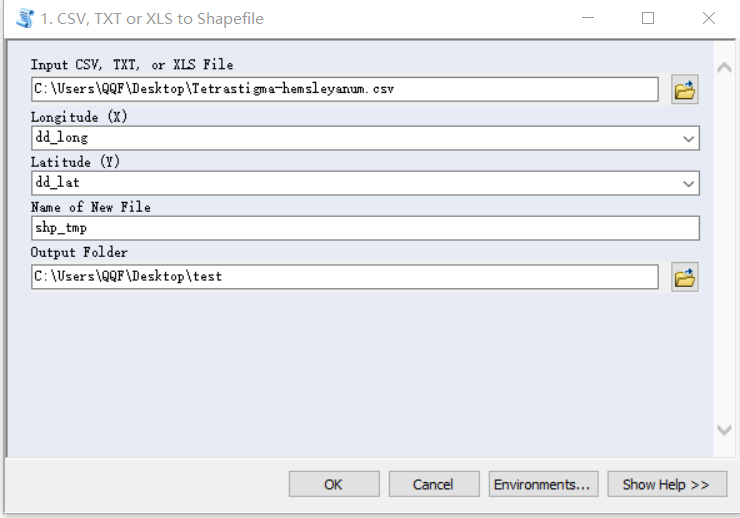 1. CSV, TXT or XLS to Shapefile
Input CSV, TXT, or XLS File
C:\Users\QQF\Desktop\Tetrastigma-hemsleyanum.csv
Longitude (X)
dd_long
Latitude (Y)
dd_lat
Name of New File
shp_tmp
Output Folder
C:\Users\QQF\Desktop\test
OK Cancel Environments... Show Help >>